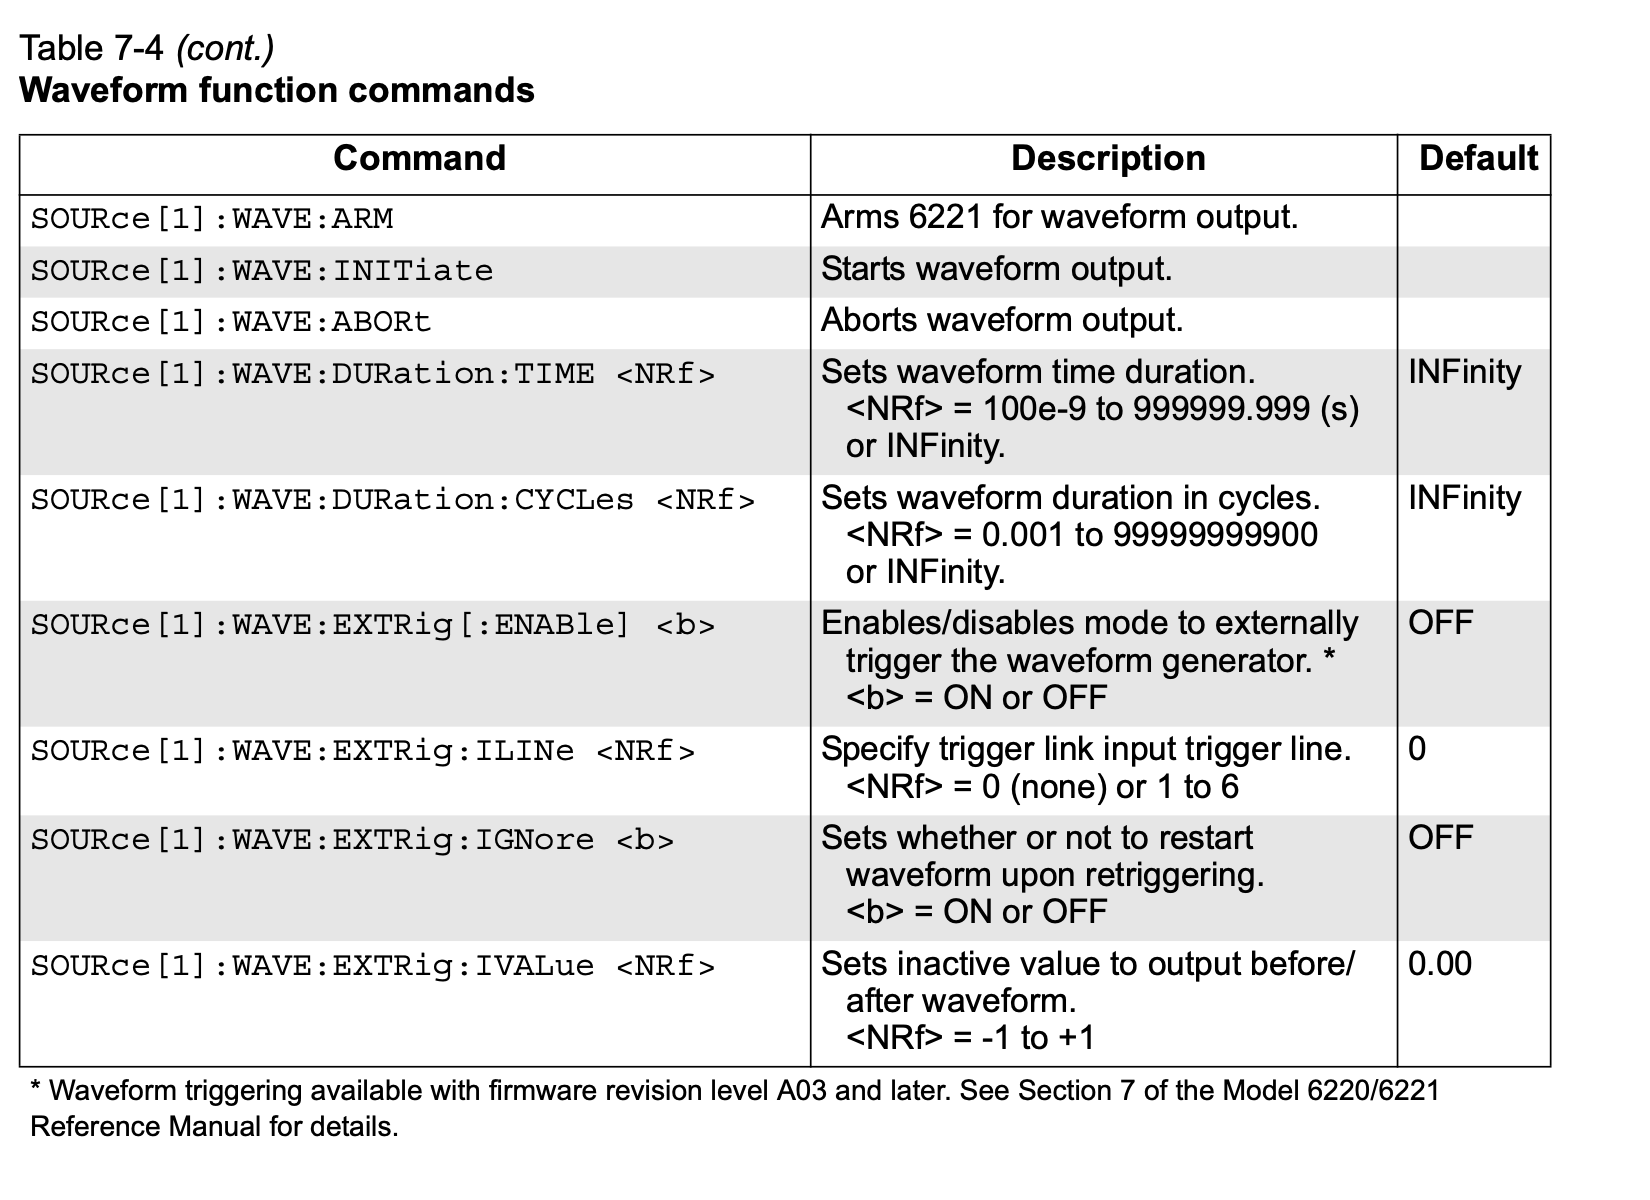 Table 7-4 (cont.)
Waveform function commands
Command Description Default
SOURce[1]:WAVE:ARM Arms 6221 for waveform output.
SOURce[1]:WAVE:INITiate Starts waveform output.
SOURce[1]:WAVE:ABORt Aborts waveform output.
SOURce[1]:WAVE:DURation:TIME <NRf> Sets waveform time duration. INFinity
<NRf> = 100e-9 to 999999.999 (s)
or INFinity.
SOURce[1]:WAVE:DURation:CYCLes <NRf> Sets waveform duration in cycles. INFinity
<NRf> = 0.001 to 99999999900
or INFinity.
SOURce[1]:WAVE:EXTRig[:ENABle] <b> Enables/disables mode to externally OFF
trigger the waveform generator. *
<b> = ON or OFF
SOURce[1]:WAVE:EXTRig:ILINe <NRf> Specify trigger link input trigger line. 0
<NRf> = 0 (none) or 1 to 6
SOURce[1]:WAVE:EXTRig:IGNore <b> Sets whether or not to restart OFF
waveform upon retriggering.
<b> = ON or OFF
SOURce[1]:WAVE:EXTRig:IVALue <NRf> Sets inactive value to output before/ 0.00
after waveform.
<NRf> = -1 to +1
* Waveform triggering available with firmware revision level A03 and later. See Section 7 of the Model 6220/6221
Reference Manual for details.